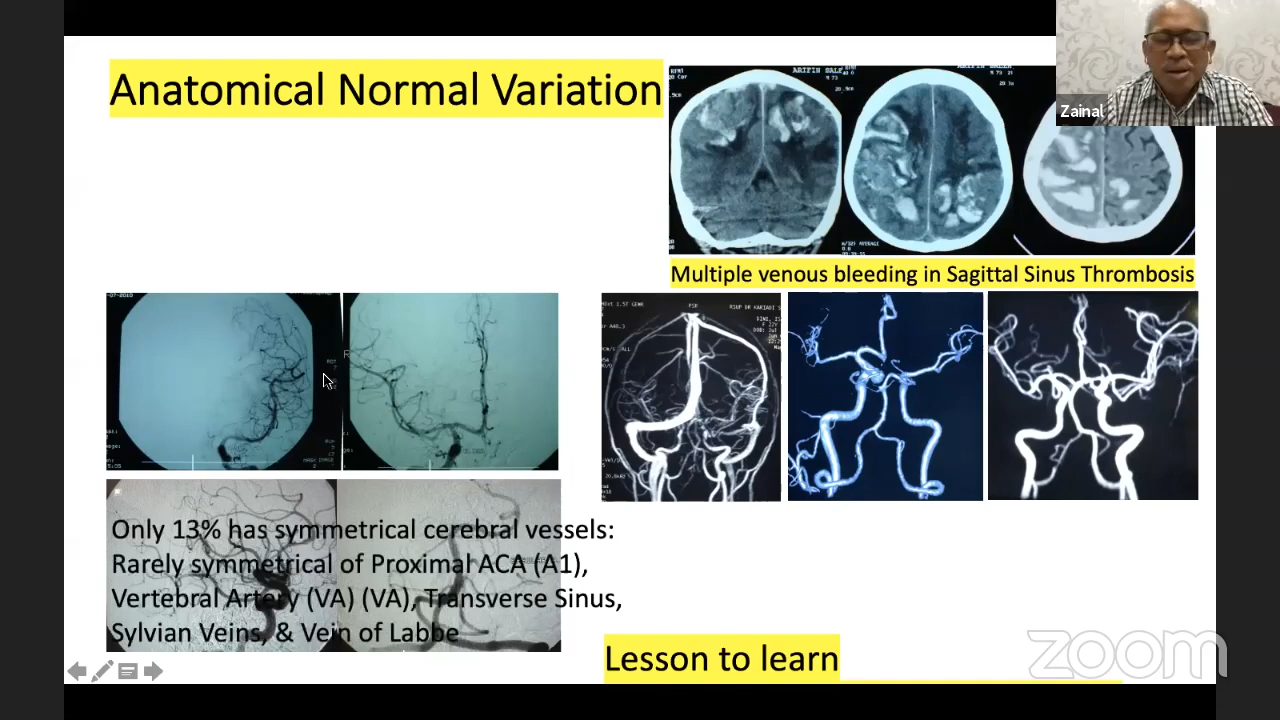 Anatomical Normal Variation
Zainal
Multiple venous bleeding in Sagittal Sinus Thrombosis
Only 13% has symmetrical cerebral vessels:
Rarely symmetrical of Proximal ACA (A1),
Vertebral Artery (VA) (VA), Transverse Sinus,
Sylvian Veins, & Vein of Labbe
Lesson to learn
zoom